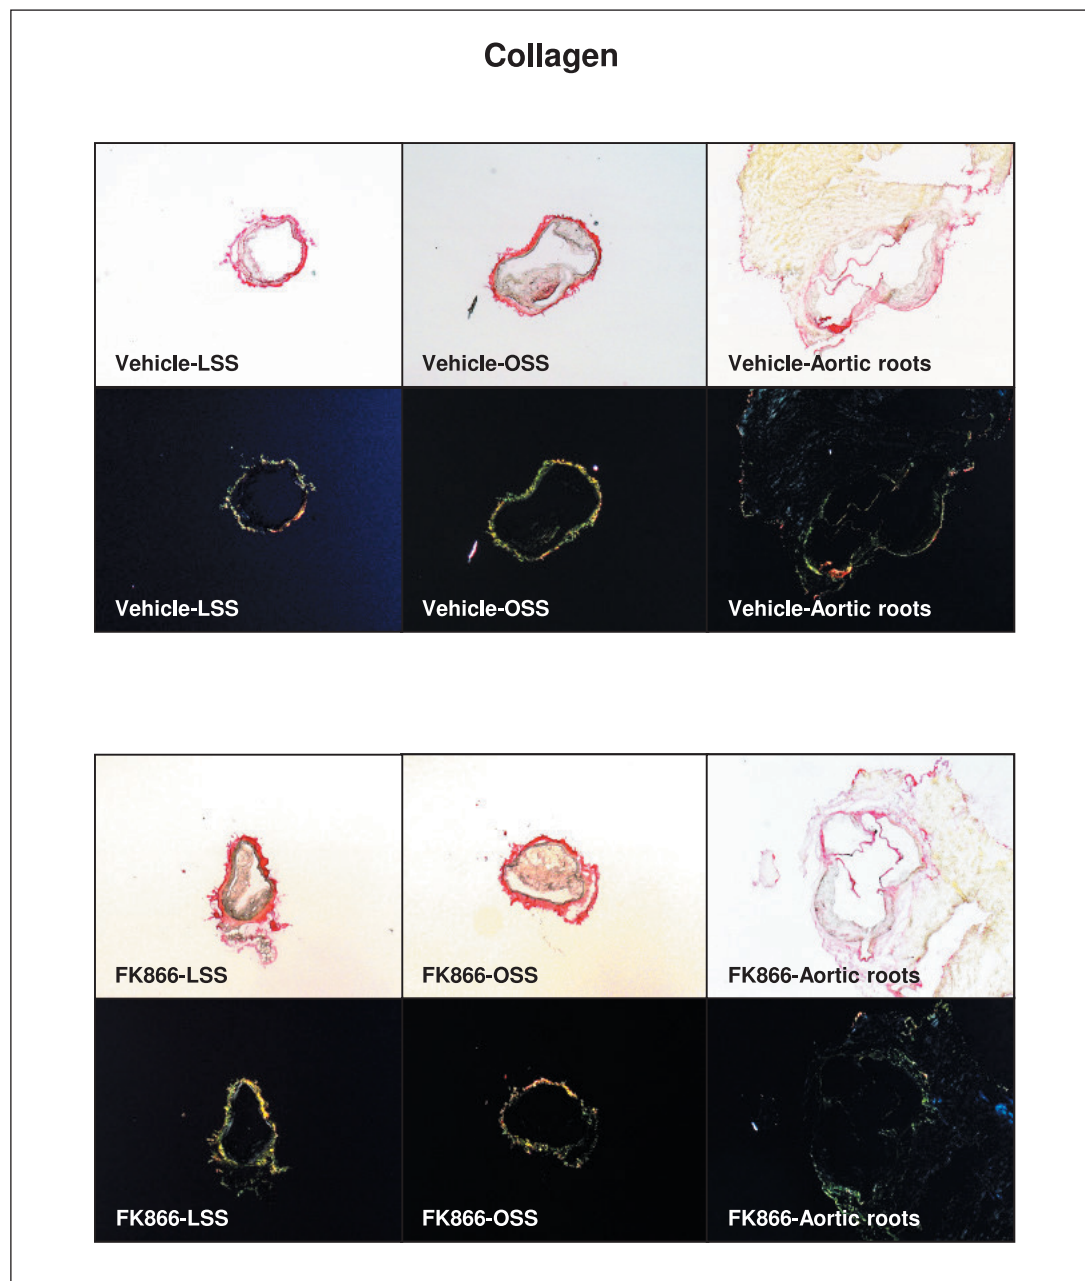 Collagen
Vehicle-LSS
Vehicle-OSS
Vehicle-Aortic roots
Vehicle-LSS
Vehicle-OSS
Vehicle-Aortic roots
FK866-LSS
FK866-OSS
FK866-Aortic roots
FK866-LSS
FK866-OSS
FK866-Aortic roots